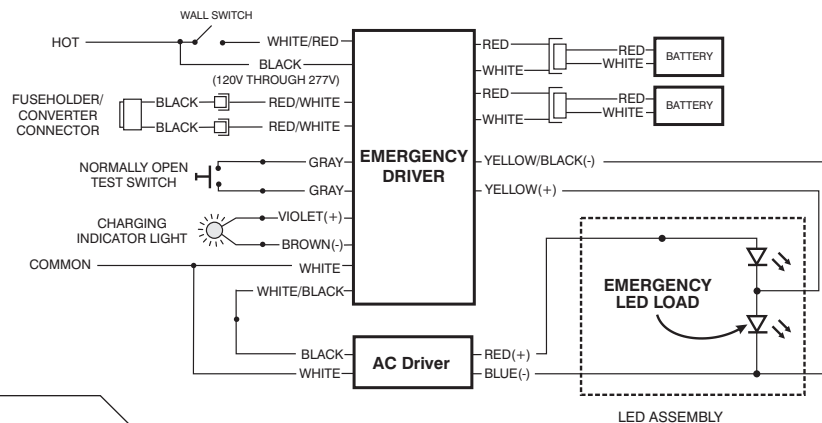 WALL SWITCH
HOT
WHITE/RED
BLACK
(120V THROUGH 277V)
FUSEHOLDER/
CONVERTER
CONNECTOR
BLACK
RED/WHITE
BLACK
RED/WHITE
NORMALLY OPEN
TEST SWITCH
GRAY
GRAY
CHARGING
INDICATOR LIGHT
VIOLET(+)
BROWN(-)
COMMON
WHITE
WHITE/BLACK
EMERGENCY
DRIVER
RED
WHITE
RED
WHITE
BATTERY
RED
WHITE
RED
WHITE
BATTERY
YELLOW/BLACK(-)
YELLOW(+)
BLACK
WHITE
AC Driver
RED(+)
BLUE(-)
EMERGENCY
LED LOAD
LED ASSEMBLY